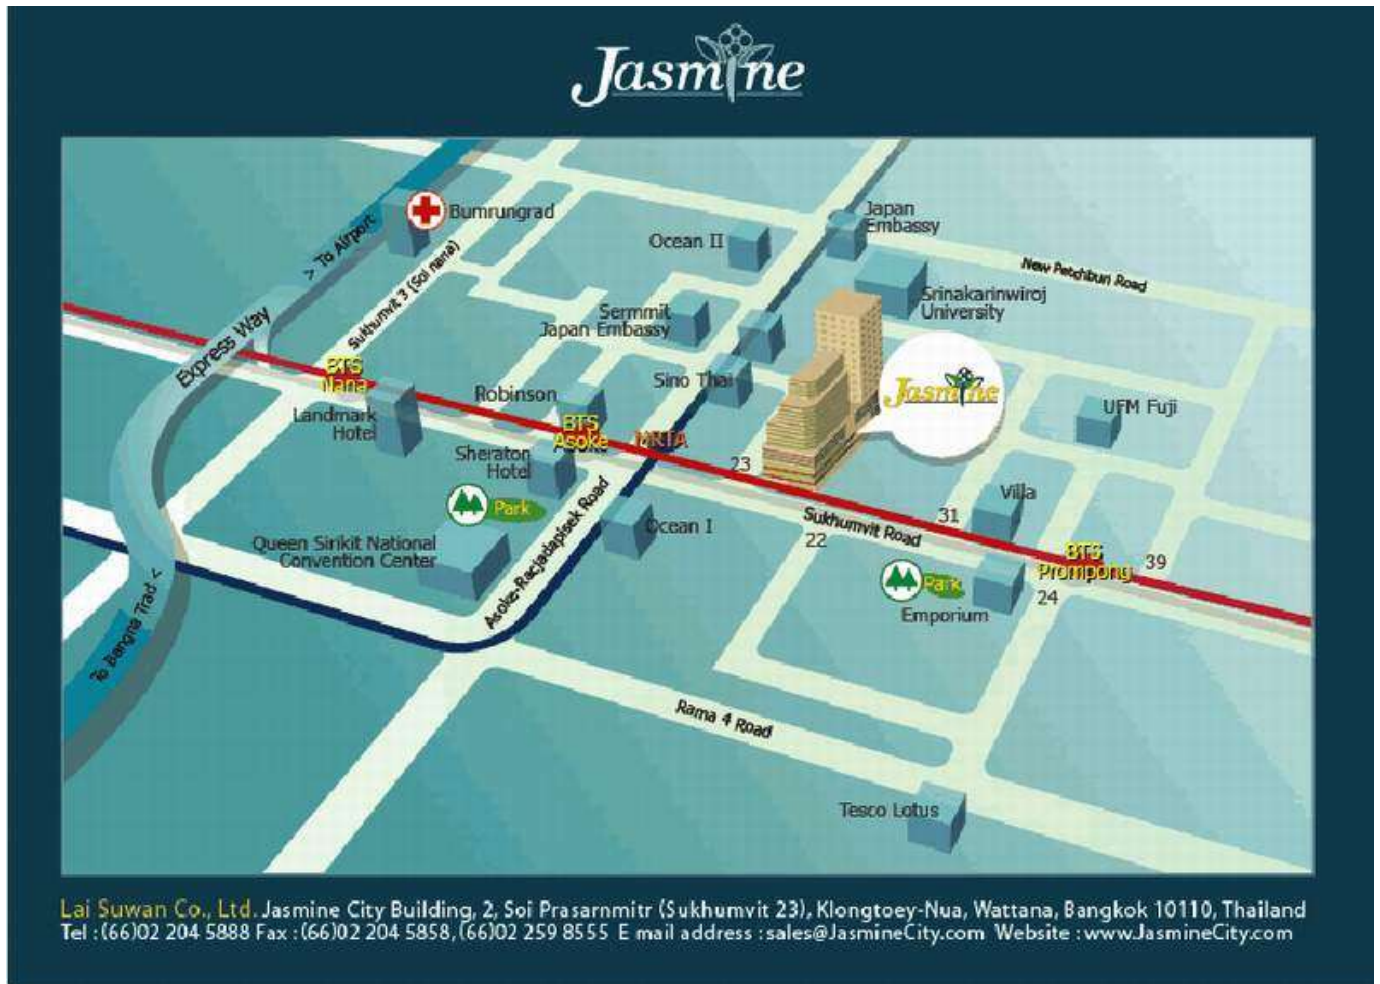 Jasmine
Bumrungrad
> To Airport
Sukhumvit 3 (Soi nana)
Express Way
Japan
Embassy
Ocean II
New Petchburi Road
Srinakarinwiroj
University
Sermmit
Japan Embassy
Sino Thai
Jasmine
BTS
Nana
Robinson
Landmark
Hotel
BTS
Asoke
MRTA
UFM Fuji
Sheraton
Hotel
23
Park
Villa
31
Sukhumvit Road
22
Ocean I
Asoke-Racjadapisek Road
Queen Sirikit National
Convention Center
BTS
Prompong
39
Park
24
Emporium
To Bangna Trad <
Rama 4 Road
Tesco Lotus
Lai Suwan Co., Ltd. Jasmine City Building, 2, Soi Prasarnmitr (Sukhumvit 23), Klongtoey-Nua, Wattana, Bangkok 10110, Thailand
Tel :(66)02 204 5888 Fax :(66)02 204 5858, (66)02 259 8555 E mail address :sales@JasmineCity.com Website :www.JasmineCity.com